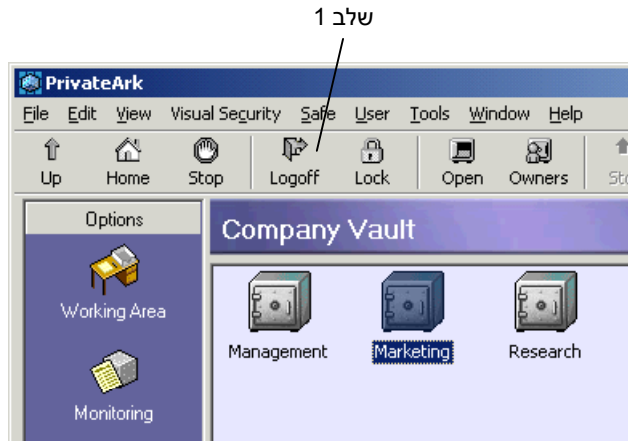 שלב 1
PrivateArk
File Edit View Visual Security Safe User Tools Window Help
Up Home Stop Logoff Lock Open Owners
Options
Company Vault
Working Area
Management Marketing Research
Monitoring